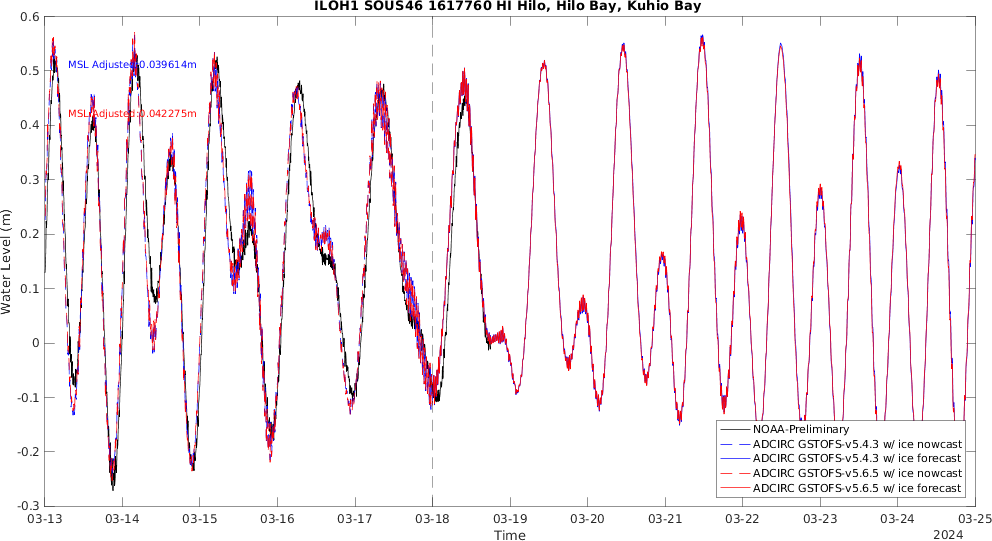 ILOH1 SOUS46 1617760 HI Hilo, Hilo Bay, Kuhio Bay
Water Level (m)
0.6
0.5
0.4
0.3
0.2
0.1
0
-0.1
-0.2
-0.3
MSL Adjusted:0.039614m
MSL Adjusted:0.042275m
NOAA-Preliminary
ADCIRC GSTOFS-v5.4.3 w/ ice nowcast
ADCIRC GSTOFS-v5.4.3 w/ ice forecast
ADCIRC GSTOFS-v5.6.5 w/ ice nowcast
ADCIRC GSTOFS-v5.6.5 w/ ice forecast
03-13 03-14 03-15 03-16 03-17 03-18 03-19 03-20 03-21 03-22 03-23 03-24 03-25
Time
2024